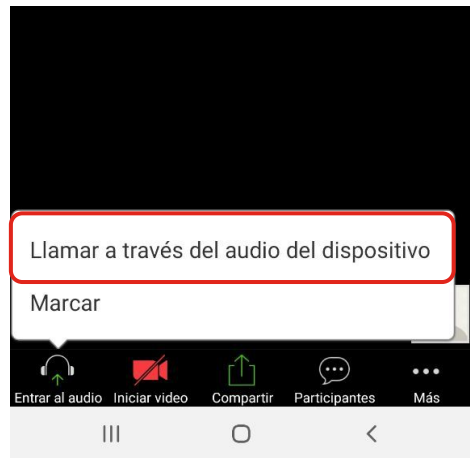 Llamar a través del audio del dispositivo
Marcar
Entrar al audio Iniciar video Compartir Participantes Más